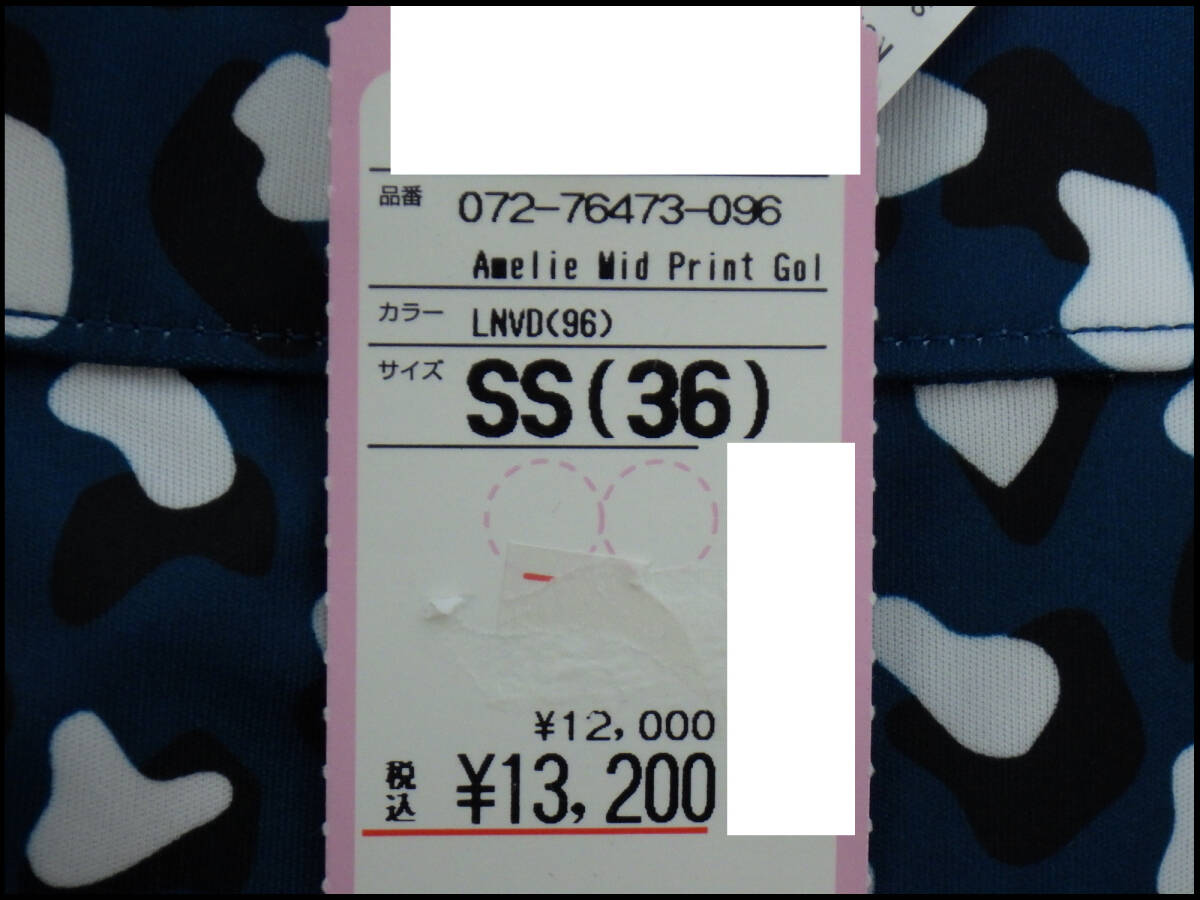 品番 072-76473-096
Amelie Mid Print Gol
カラー LNVD(96)
サイズ SS(36)
¥12,000
税込 ¥13,200